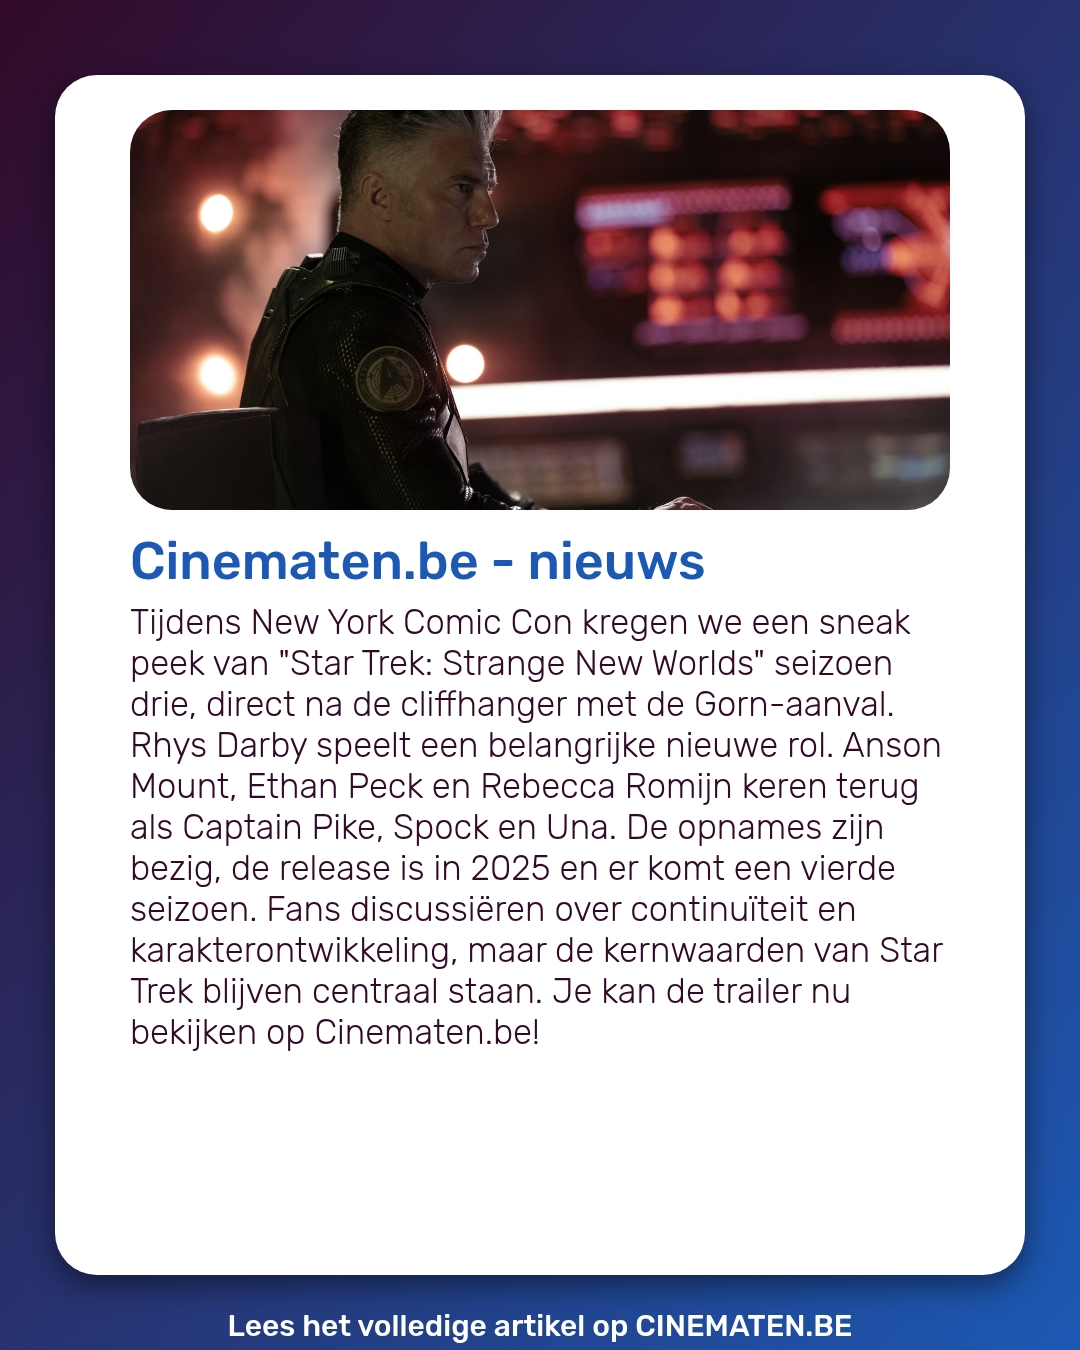 Cinematen.be - nieuws
Tijdens New York Comic Con kregen we een sneak
peek van "Star Trek: Strange New Worlds" seizoen
drie, direct na de cliffhanger met de Gorn-aanval.
Rhys Darby speelt een belangrijke nieuwe rol. Anson
Mount, Ethan Peck en Rebecca Romijn keren terug
als Captain Pike, Spock en Una. De opnames zijn
bezig, de release is in 2025 en er komt een vierde
seizoen. Fans discussiëren over continuïteit en
karakterontwikkeling, maar de kernwaarden van Star
Trek blijven centraal staan. Je kan de trailer nu
bekijken op Cinematen.be!
Lees het volledige artikel op CINEMATEN.BE